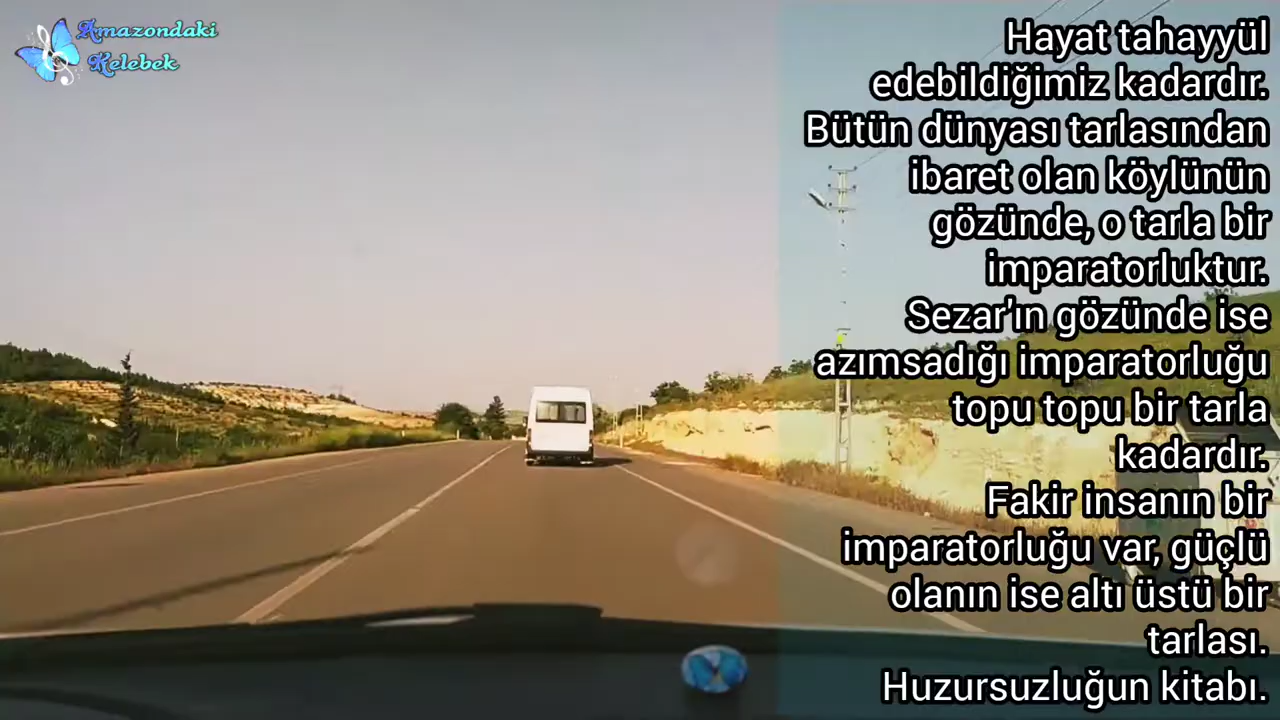 Amazondaki
Kelebek
Hayat tahayyül
edebildiğimiz kadardır.
Bütün dünyası tarlasından
ibaret olan köylünün
gözünde, o tarla bir
imparatorluktur.
Sezar'ın gözünde ise
azımsadığı imparatorluğu
topu topu bir tarla
kadardır.
Fakir insanın bir
imparatorluğu var, güçlü
olanın ise altı üstü bir
tarlası.
Huzursuzluğun kitabı.